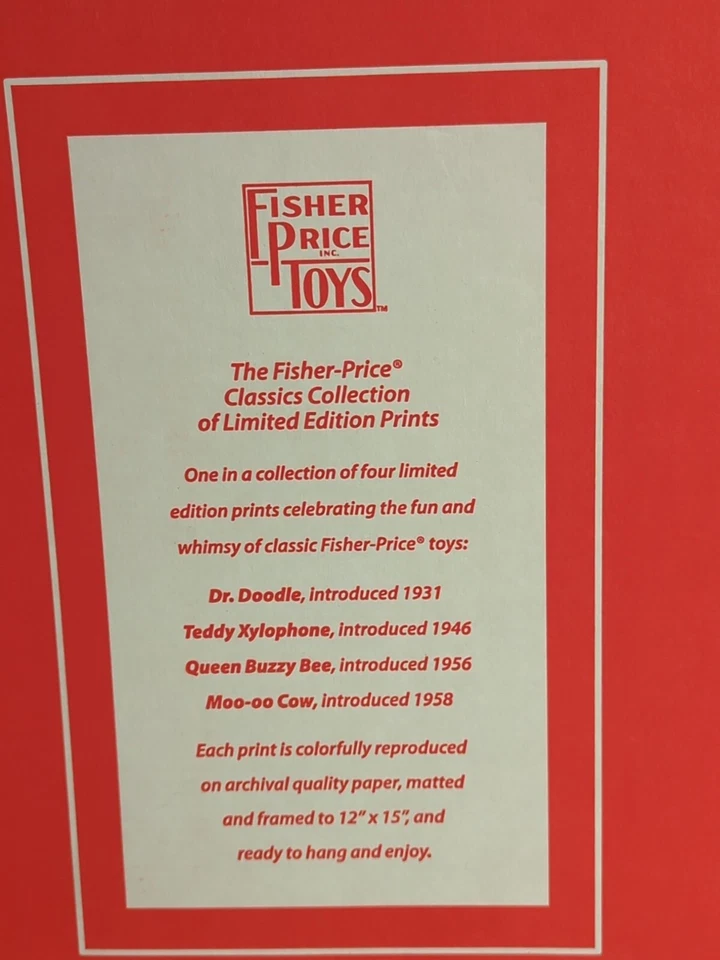 FISHER
PRICE
INC.
TOYS™
The Fisher-Price®
Classics Collection
of Limited Edition Prints
One in a collection of four limited
edition prints celebrating the fun and
whimsy of classic Fisher-Price® toys:
Dr. Doodle, introduced 1931
Teddy Xylophone, introduced 1946
Queen Buzzy Bee, introduced 1956
Moo-oo Cow, introduced 1958
Each print is colorfully reproduced
on archival quality paper, matted
and framed to 12" x 15", and
ready to hang and enjoy.